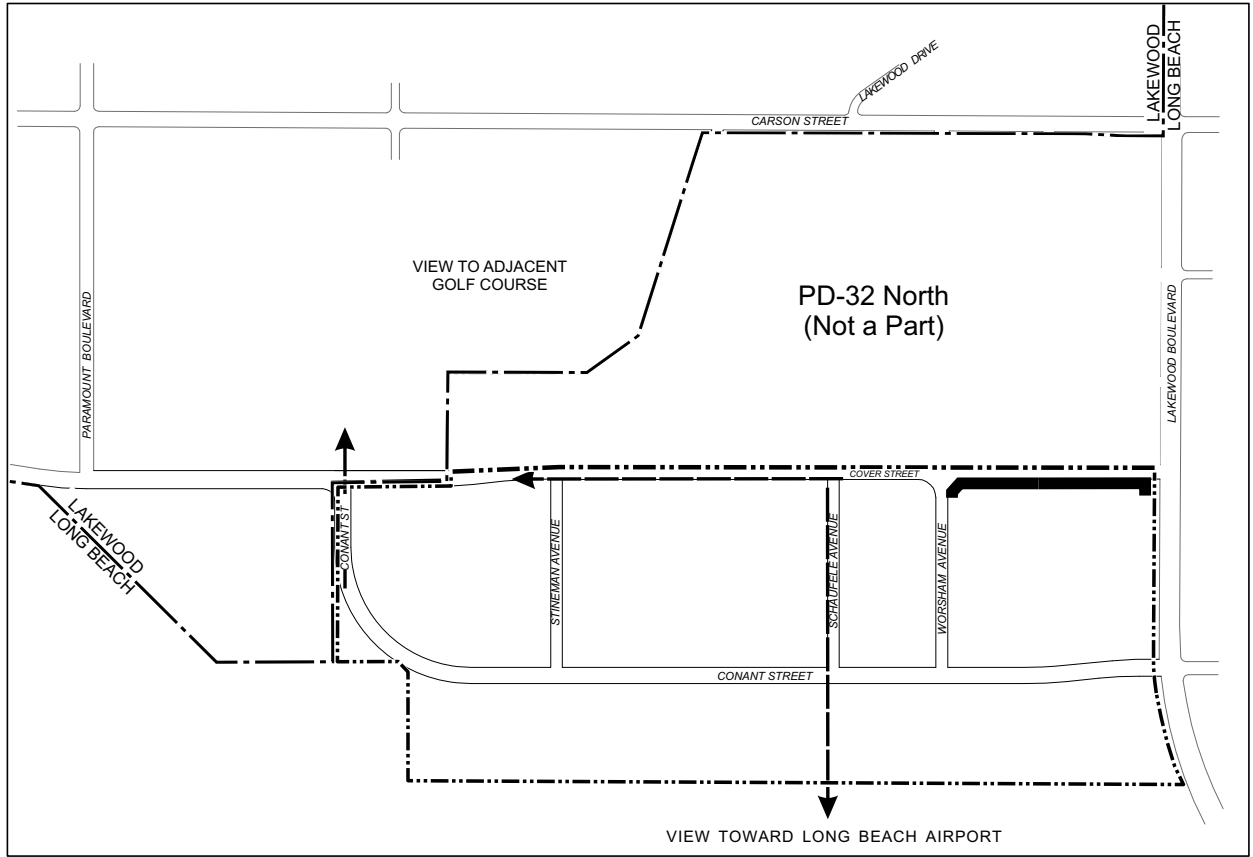 LAKEWOOD
LONG BEACH
LAKEWOOD DRIVE
CARSON STREET
VIEW TO ADJACENT
GOLF COURSE
PD-32 North
(Not a Part)
PARAMOUNT BOULEVARD
LAKEWOOD BOULEVARD
COVER STREET
LAKEWOOD
LONG BEACH
CONANT ST
STINEMAN AVENUE
SCHAUFELE AVENUE
WORSHAM AVENUE
CONANT STREET
VIEW TOWARD LONG BEACH AIRPORT